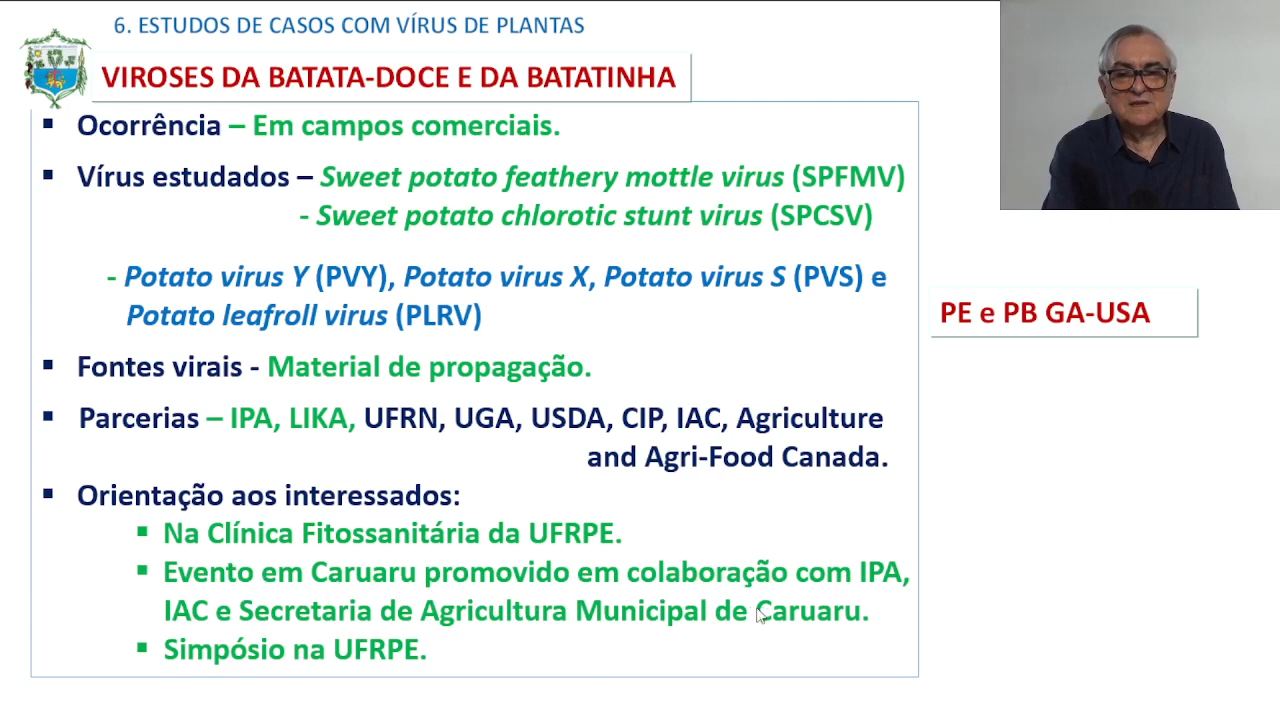 6. ESTUDOS DE CASOS COM VÍRUS DE PLANTAS
VIROSES DA BATATA-DOCE E DA BATATINHA
▪ Ocorrência – Em campos comerciais.
▪ Vírus estudados – Sweet potato feathery mottle virus (SPFMV)
- Sweet potato chlorotic stunt virus (SPCSV)
- Potato virus Y (PVY), Potato virus X, Potato virus S (PVS) e
Potato leafroll virus (PLRV)
PE e PB GA-USA
▪ Fontes virais - Material de propagação.
▪ Parcerias – IPA, LIKA, UFRN, UGA, USDA, CIP, IAC, Agriculture
and Agri-Food Canada.
▪ Orientação aos interessados:
▪ Na Clínica Fitossanitária da UFRPE.
▪ Evento em Caruaru promovido em colaboração com IPA,
IAC e Secretaria de Agricultura Municipal de Caruaru.
▪ Simpósio na UFRPE.